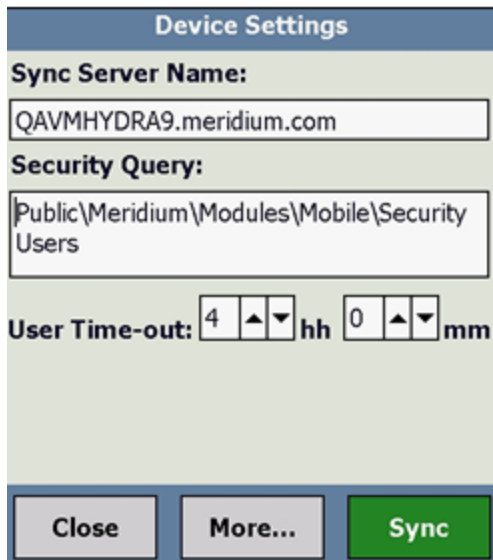 Device Settings
Sync Server Name:
QAVMHYDRA9.meridium.com
Security Query:
Public\Meridium\Modules\Mobile\Security
Users
User Time-out: 4 hh 0 mm
Close More... Sync